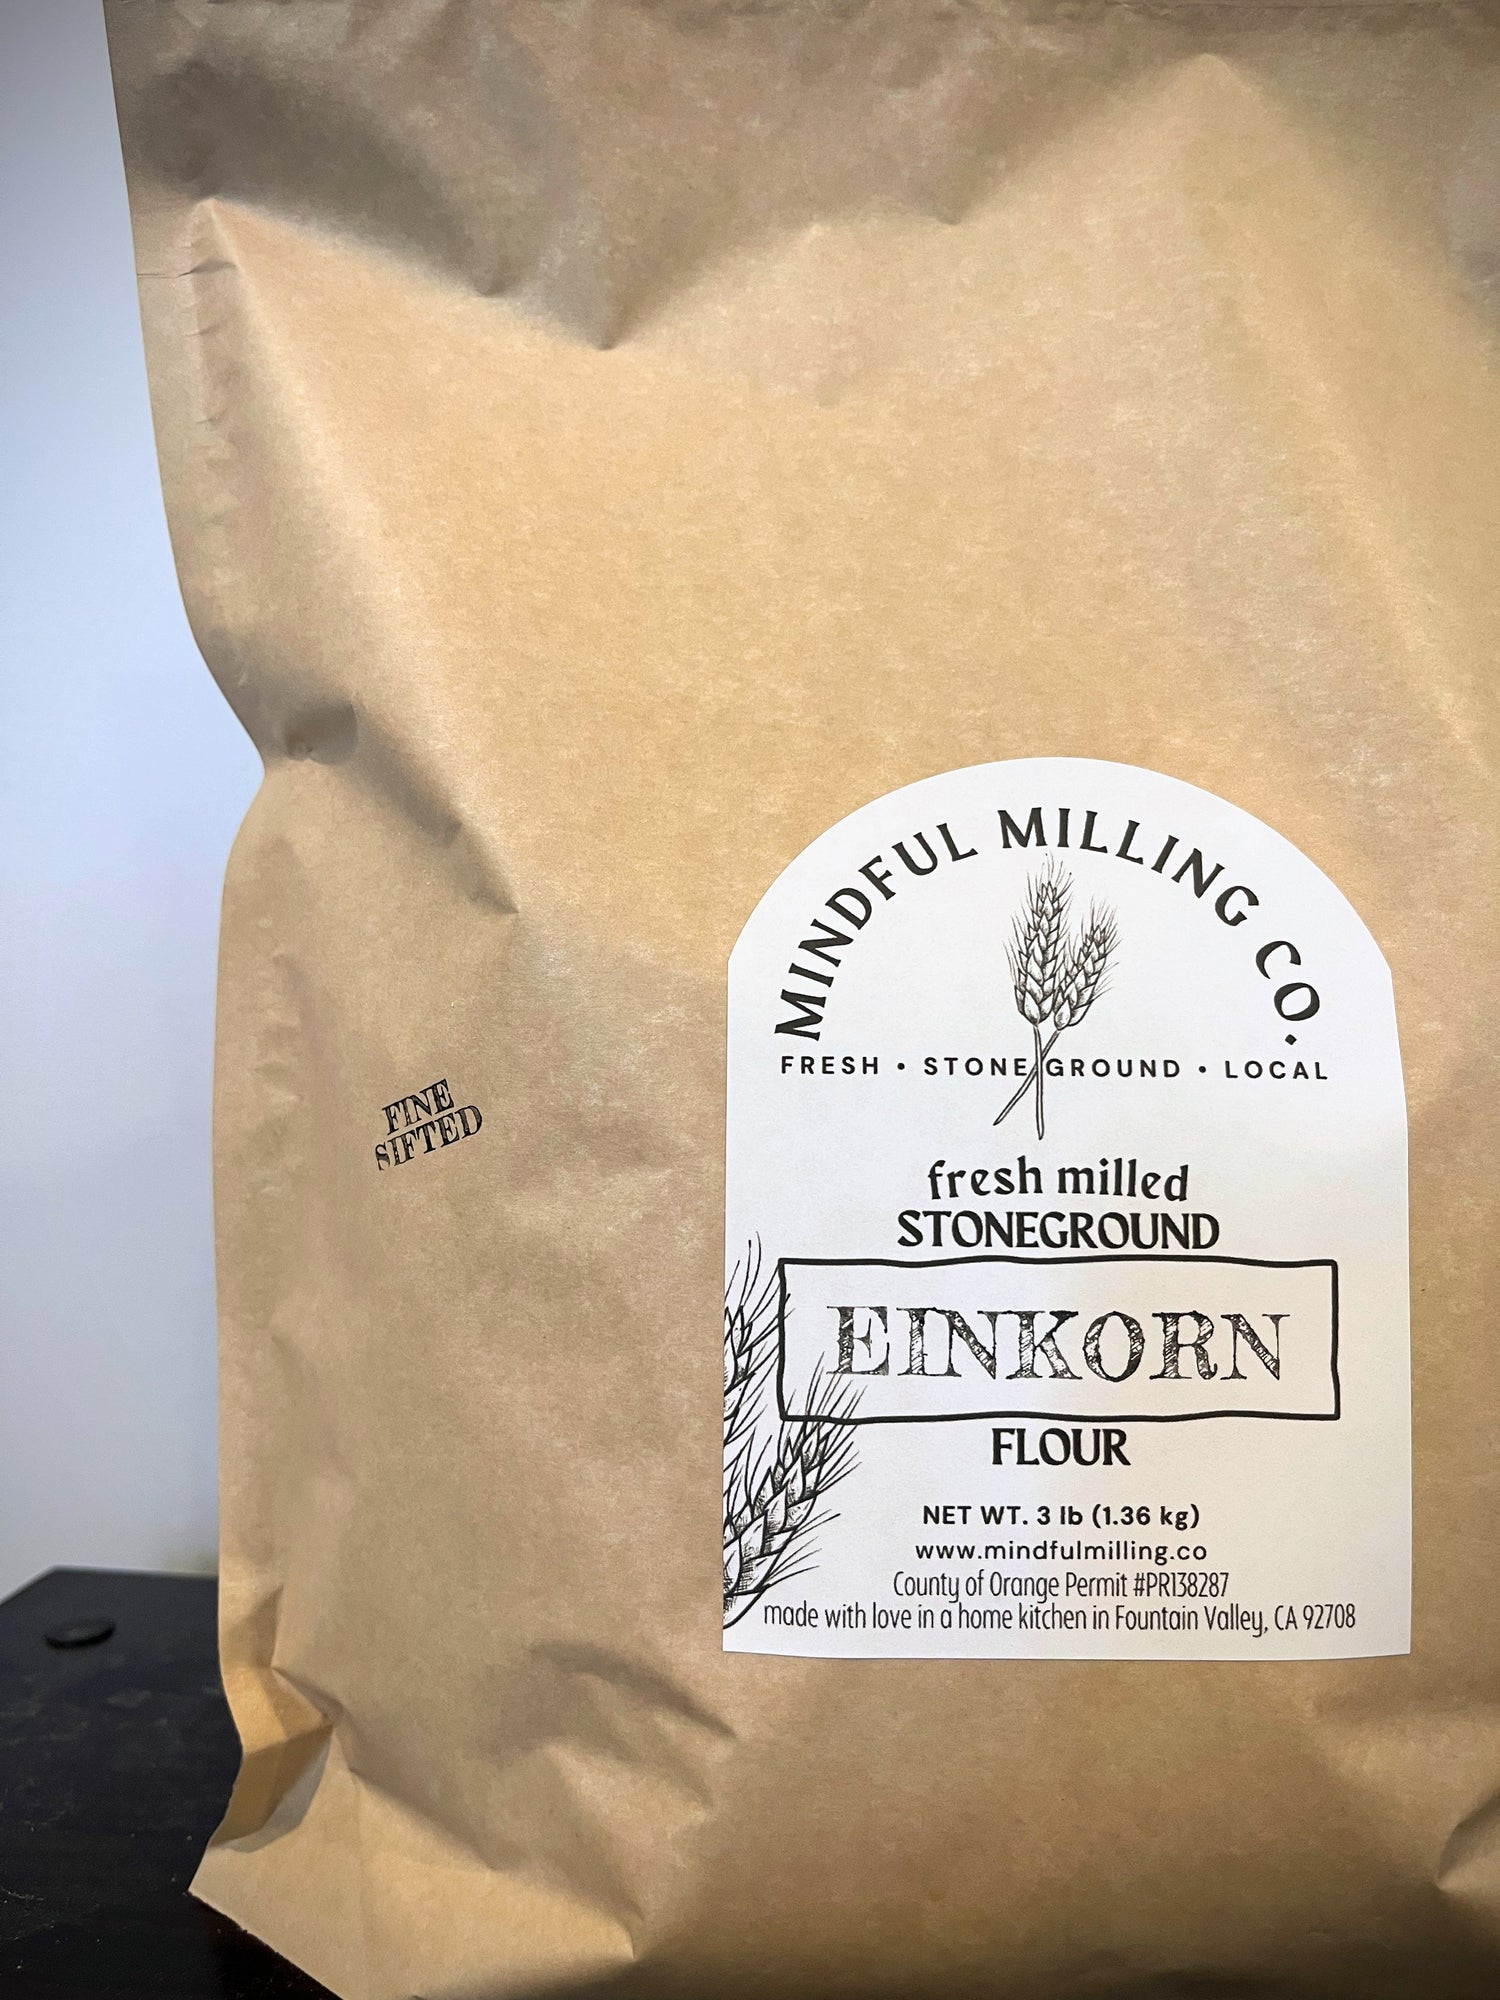 MINDFUL MILLING CO.
FRESH • STONEGROUND • LOCAL
fresh milled
STONEGROUND
EINKORN
FLOUR
NET WT. 3 lb (1.36 kg)
www.mindfulmilling.co
County of Orange Permit #PR138287
made with love in a home kitchen in Fountain Valley, CA 92708
FINE
SIFTED